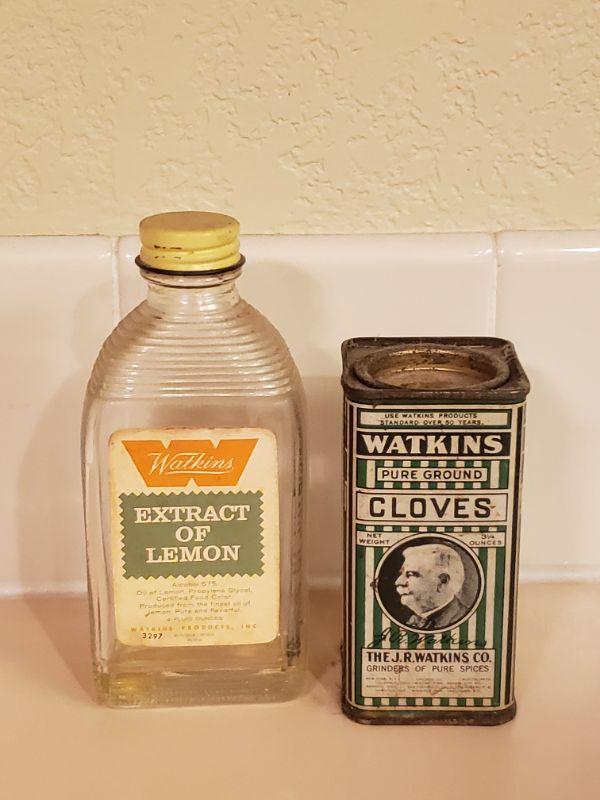 Watkins
EXTRACT
OF
LEMON
Alcohol 57%
Oil of Lemon, Propylene Glycol,
Certified Food Color
Produced from the finest oil of
lemon. Pure and flavorful.
4 FLUID OUNCES
WATKINS PRODUCTS, INC
3297
USE WATKINS PRODUCTS
STANDARD OVER 50 YEARS.
WATKINS
PURE GROUND
CLOVES
NET WEIGHT
3¼ OUNCES
J.R. Watkins
THE J.R. WATKINS CO.
GRINDERS OF PURE SPICES